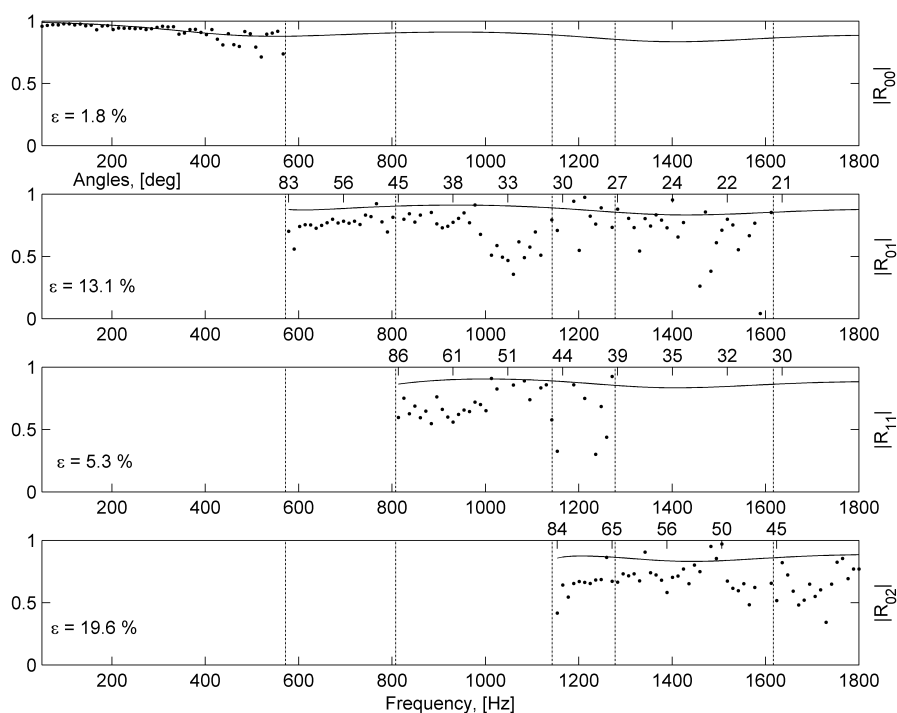 1
0.5
0
ε = 1.8 %
|R00|
200 400 600 800 1000 1200 1400 1600 1800
Angles, [deg] 83 56 45 38 33 30 27 24 22 21
1
0.5
0
ε = 13.1 %
|R01|
200 400 600 800 1000 1200 1400 1600 1800
86 61 51 44 39 35 32 30
1
0.5
0
ε = 5.3 %
|R11|
200 400 600 800 1000 1200 1400 1600 1800
84 65 56 50 45
1
0.5
0
ε = 19.6 %
|R02|
200 400 600 800 1000 1200 1400 1600 1800
Frequency, [Hz]